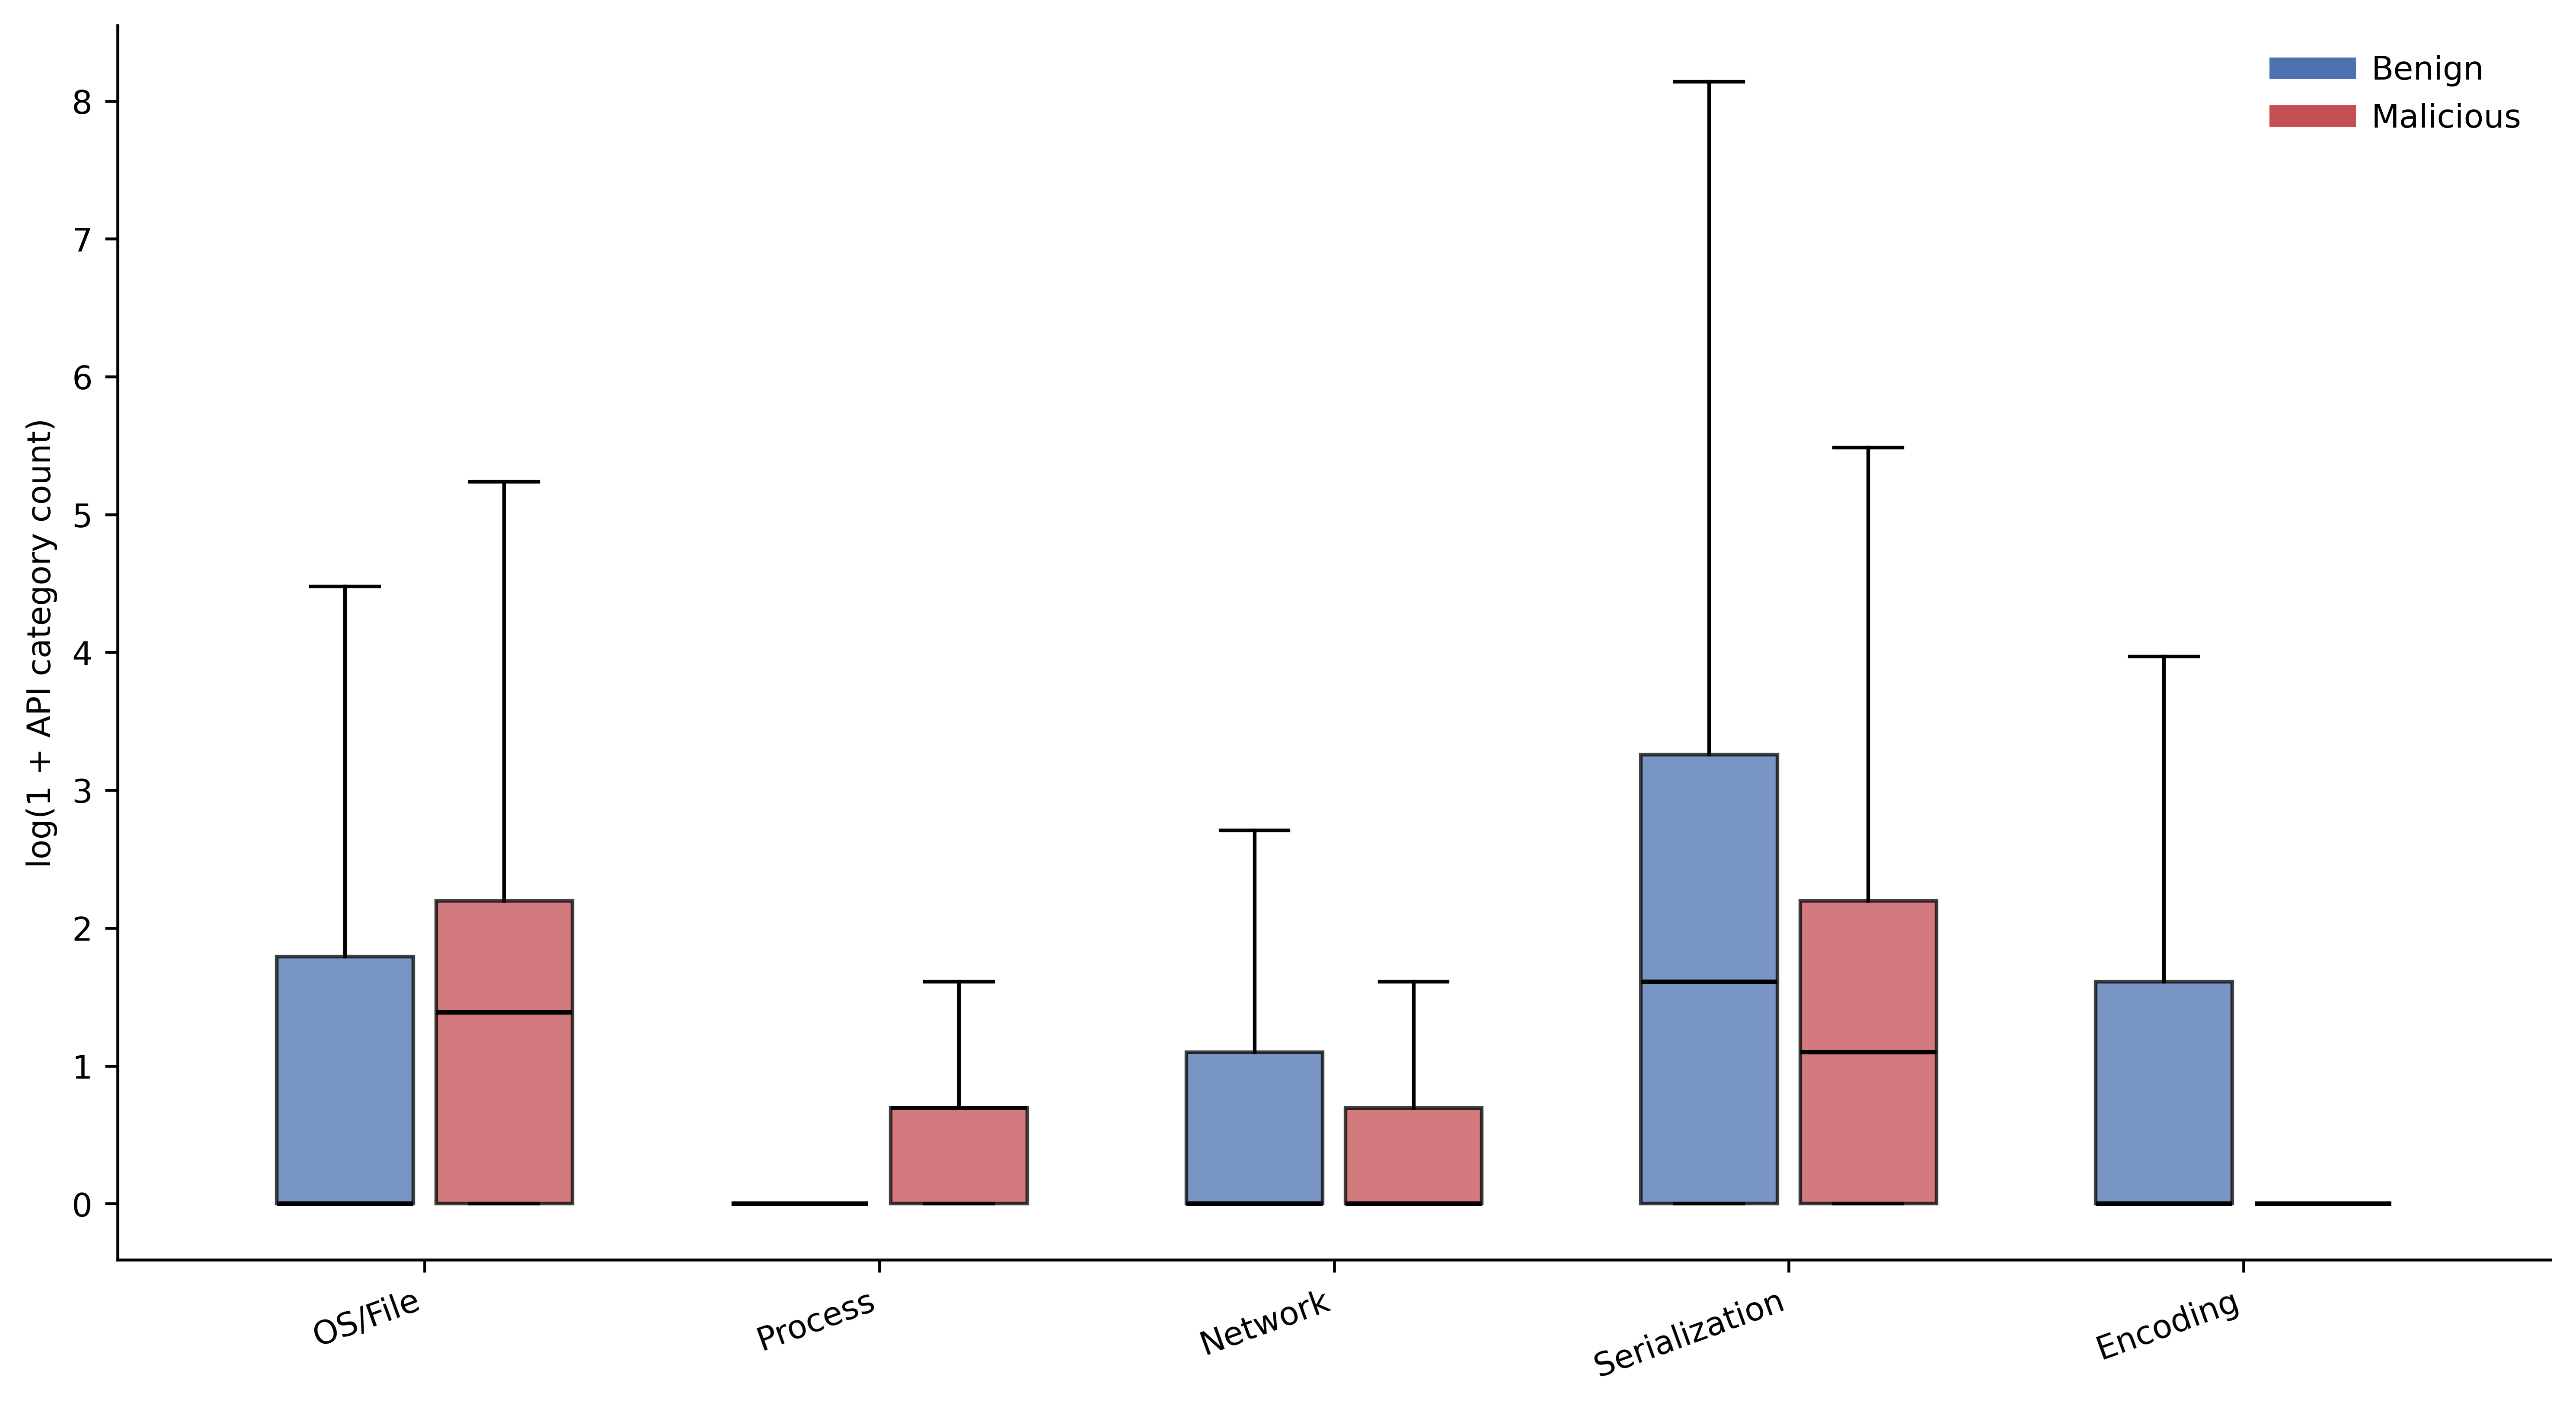 Benign
Malicious
log(1 + API category count)
8
7
6
5
4
3
2
1
0
OS/File
Process
Network
Serialization
Encoding